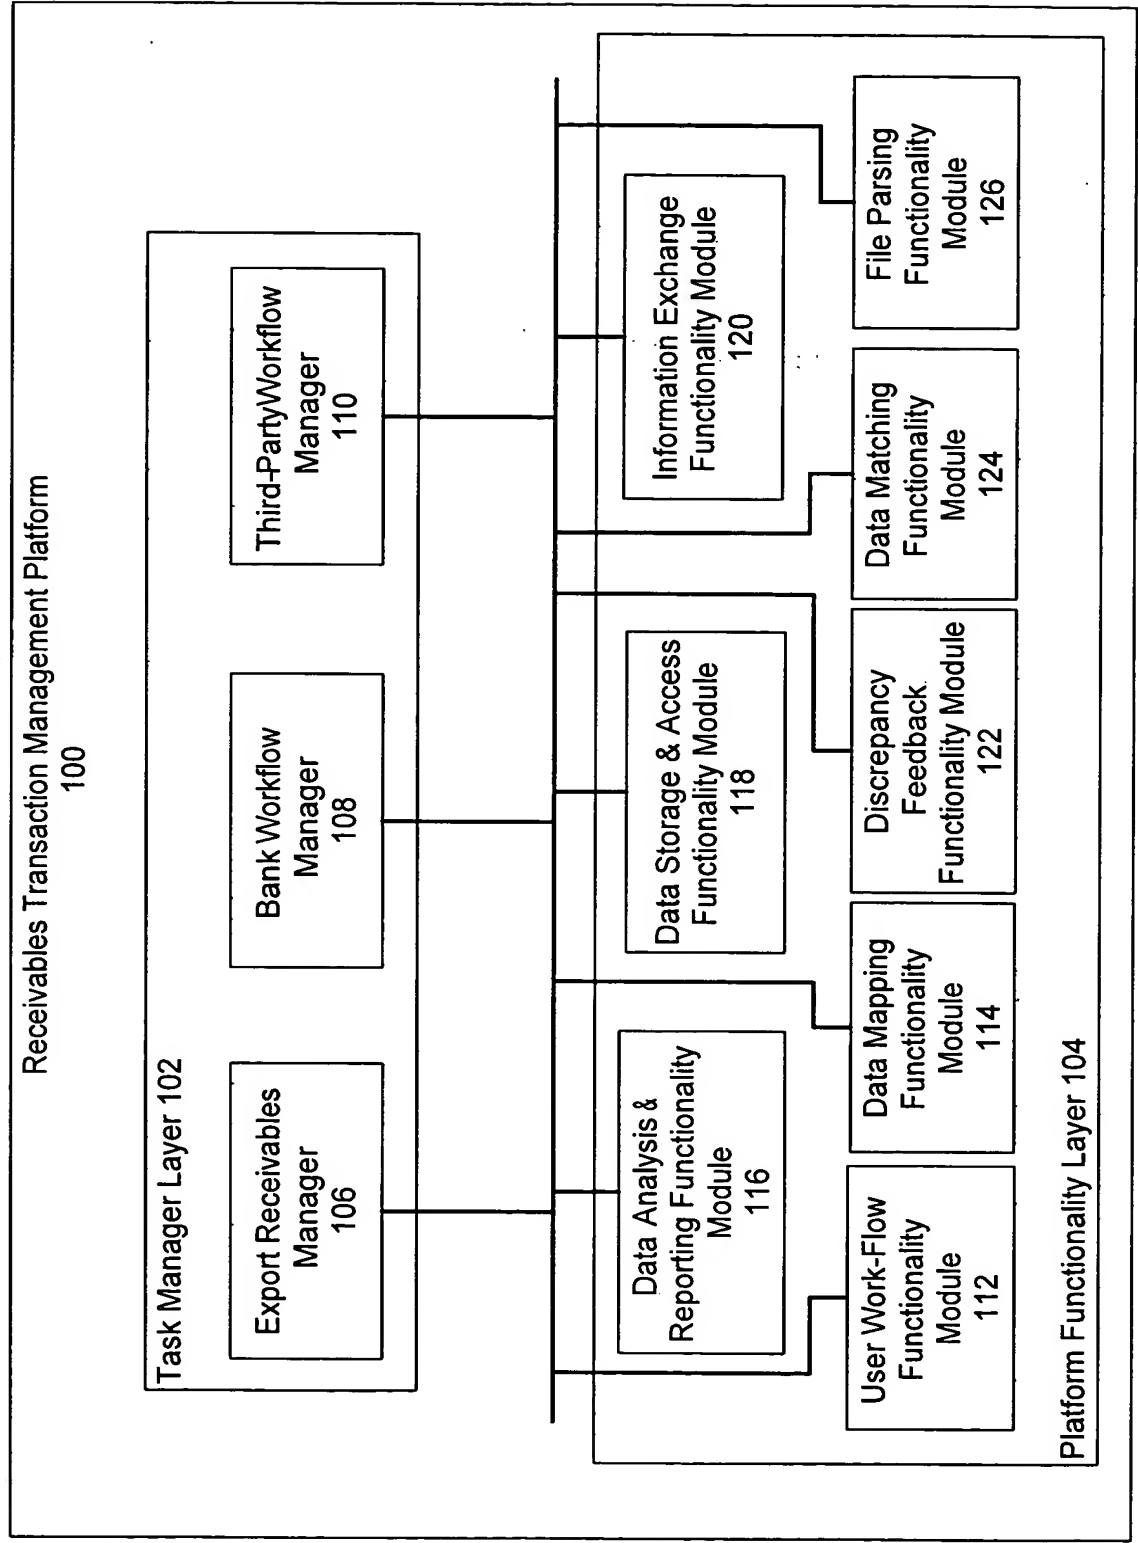 Receivables Transaction Management Platform
100
Task Manager Layer 102
Export Receivables
Manager
106
Bank Workflow
Manager
108
Third-PartyWorkflow
Manager
110
Data Analysis &
Reporting Functionality
Module
116
Data Storage & Access
Functionality Module
118
Information Exchange
Functionality Module
120
User Work-Flow
Functionality
Module
112
Data Mapping
Functionality
Module
114
Discrepancy
Feedback
Functionality Module
122
Data Matching
Functionality
Module
124
File Parsing
Functionality
Module
126
Platform Functionality Layer 104